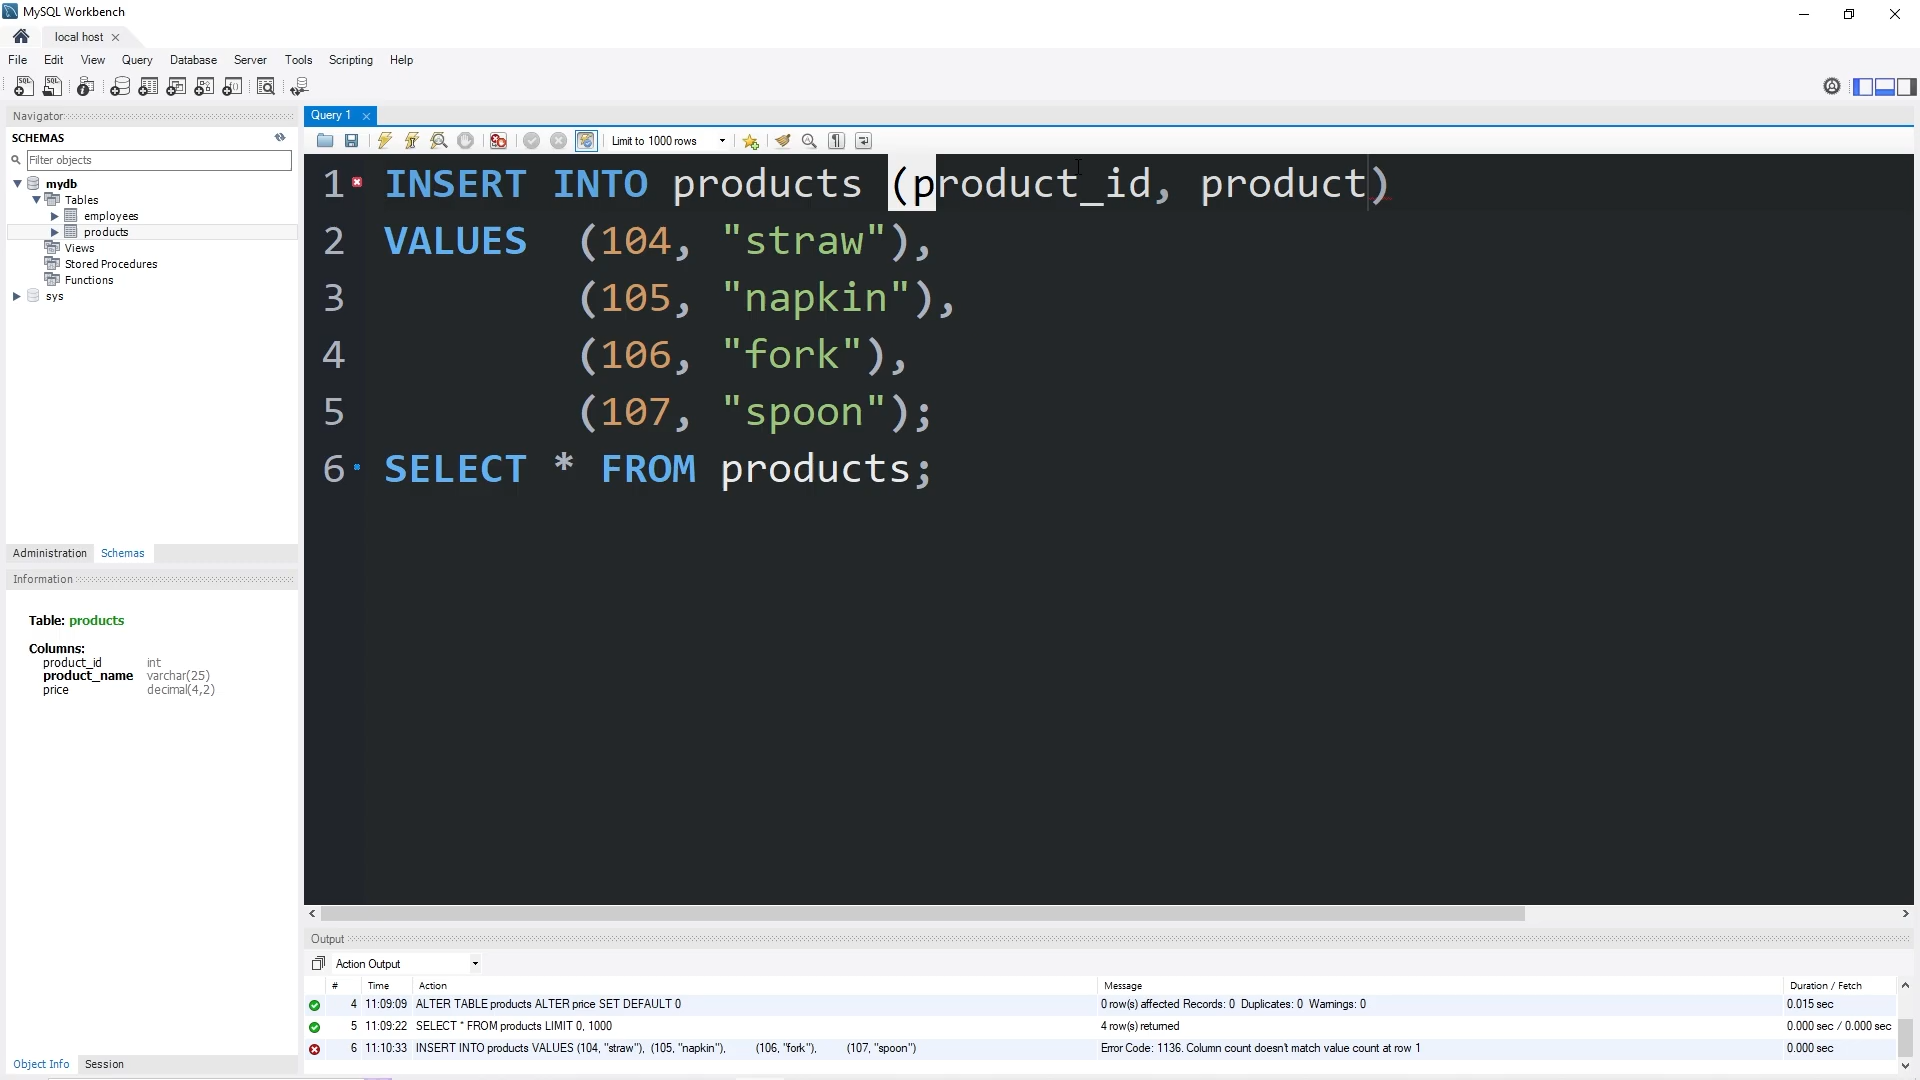 MySQL Workbench
local host
File Edit View Query Database Server Tools Scripting Help
Navigator
SCHEMAS
Filter objects
mydb
Tables
employees
products
Views
Stored Procedures
Functions
sys
Administration Schemas
Information
Table: products
Columns:
product_id int
product_name varchar(25)
price decimal(4,2)
Object Info Session
Query 1
Limit to 1000 rows
1 INSERT INTO products (product_id, product)
2 VALUES (104, "straw"),
3 (105, "napkin"),
4 (106, "fork"),
5 (107, "spoon");
6 SELECT * FROM products;
Output
Action Output
# Time Action Message Duration / Fetch
4 11:09:09 ALTER TABLE products ALTER price SET DEFAULT 0 0 row(s) affected Records: 0 Duplicates: 0 Warnings: 0 0.015 sec
5 11:09:22 SELECT * FROM products LIMIT 0, 1000 4 row(s) returned 0.000 sec / 0.000 sec
6 11:10:33 INSERT INTO products VALUES (104, "straw"), (105, "napkin"), (106, "fork"), (107, "spoon") Error Code: 1136. Column count doesn't match value count at row 1 0.000 sec